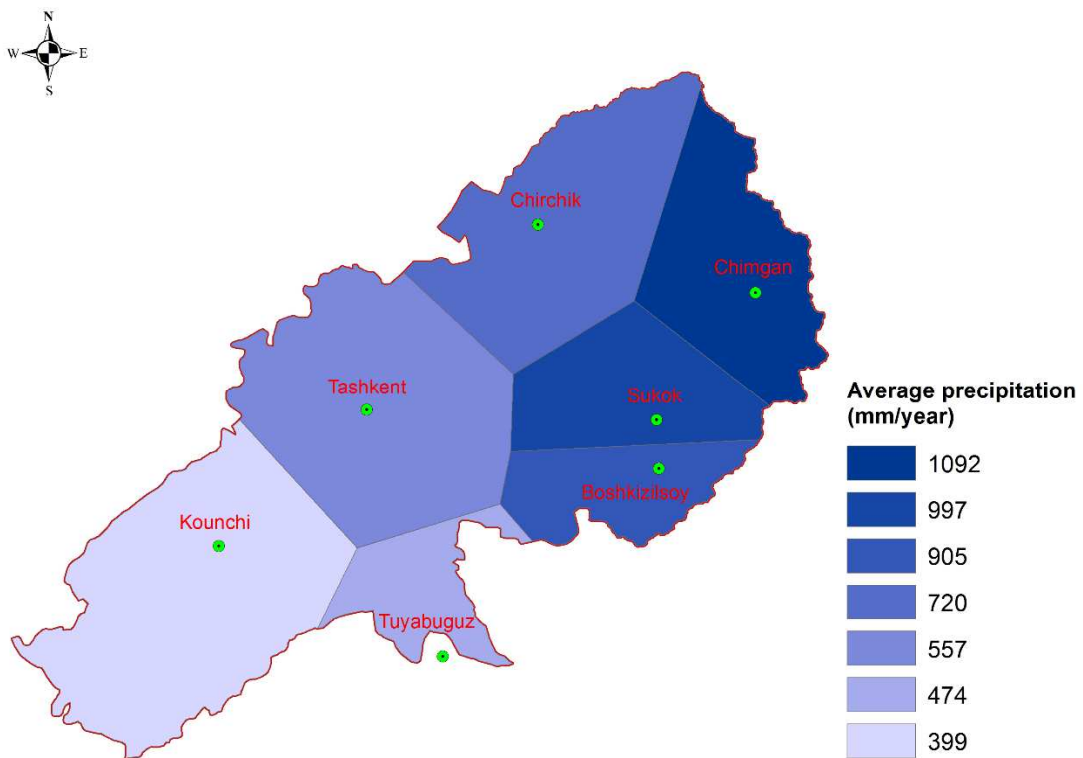 N
W E
S
Chirchik
Chimgan
Tashkent
Sukok
Boshkizilsoy
Kounchi
Tuyabuguz
Average precipitation
(mm/year)
1092
997
905
720
557
474
399